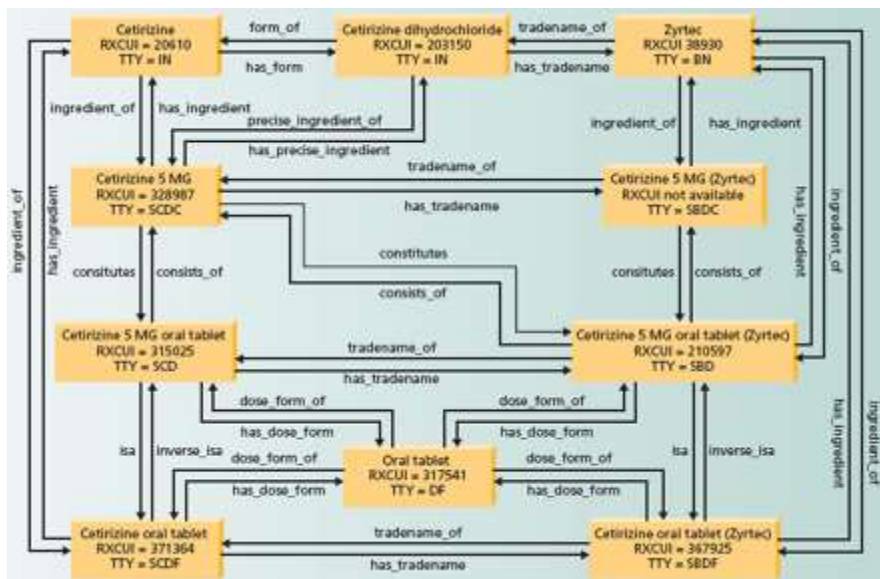 Cetirizine
RXCUI = 20610
TTY = IN
form_of
has_form
Cetirizine dihydrochloride
RXCUI = 203150
TTY = IN
tradename_of
has_tradename
Zyrtec
RXCUI 38930
TTY = BN
ingredient_of
has_ingredient
precise_ingredient_of
has_precise_ingredient
ingredient_of
has_ingredient
Cetirizine 5 MG
RXCUI = 328987
TTY = SCDC
tradename_of
has_tradename
Cetirizine 5 MG (Zyrtec)
RXCUI not available
TTY = SBDC
ingredient_of
has_ingredient
has_ingredient
ingredient_of
consitutes
consists_of
constitutes
consists_of
consitutes
consists_of
Cetirizine 5 MG oral tablet
RXCUI = 315025
TTY = SCD
tradename_of
has_tradename
Cetirizine 5 MG oral tablet (Zyrtec)
RXCUI = 210597
TTY = SBD
dose_form_of
has_dose_form
dose_form_of
has_dose_form
isa
inverse_isa
Oral tablet
RXCUI = 317541
TTY = DF
isa
inverse_isa
has_ingredient
ingredient_of
dose_form_of
has_dose_form
dose_form_of
has_dose_form
Cetirizine oral tablet
RXCUI = 371364
TTY = SCDF
tradename_of
has_tradename
Cetirizine oral tablet (Zyrtec)
RXCUI = 367925
TTY = SBDF